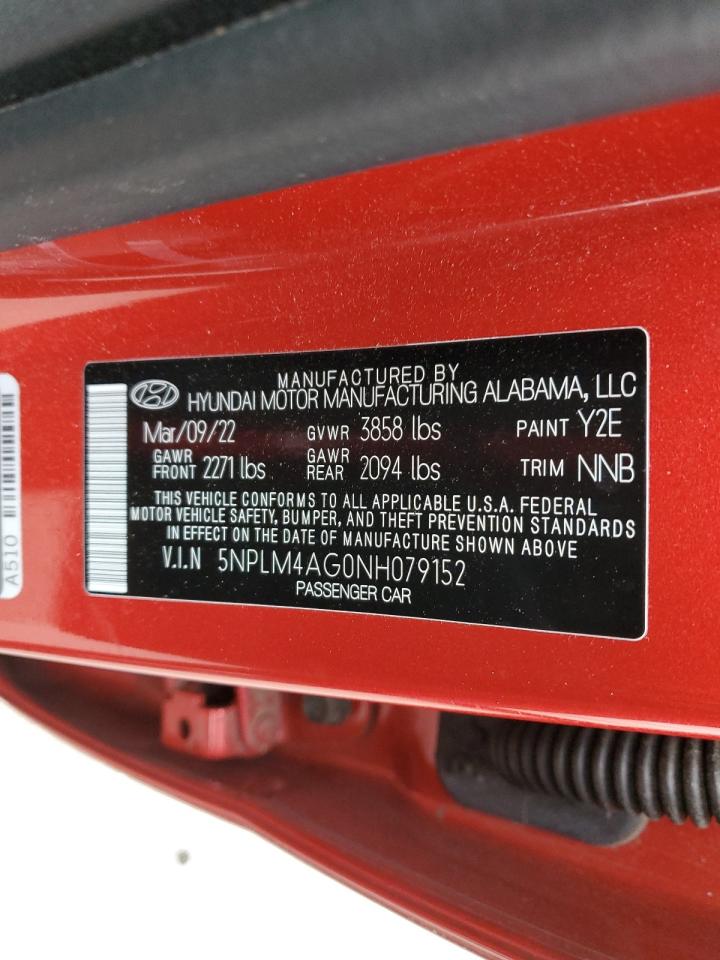 MANUFACTURED BY
HYUNDAI MOTOR MANUFACTURING ALABAMA, LLC
Mar/09/22 GVWR 3858 lbs PAINT Y2E
GAWR FRONT 2271 lbs GAWR REAR 2094 lbs TRIM NNB
THIS VEHICLE CONFORMS TO ALL APPLICABLE U.S.A. FEDERAL
MOTOR VEHICLE SAFETY, BUMPER, AND THEFT PREVENTION STANDARDS
IN EFFECT ON THE DATE OF MANUFACTURE SHOWN ABOVE
V.I.N 5NPLM4AG0NH079152
PASSENGER CAR
A510